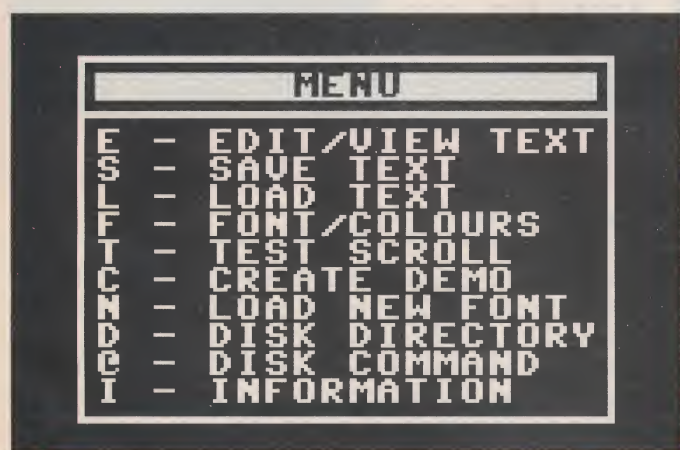 MENU
E - EDIT/VIEW TEXT
S - SAVE TEXT
L - LOAD TEXT
F - FONT/COLOURS
T - TEST SCROLL
C - CREATE DEMO
N - LOAD NEW FONT
D - DISK DIRECTORY
@ - DISK COMMAND
I - INFORMATION